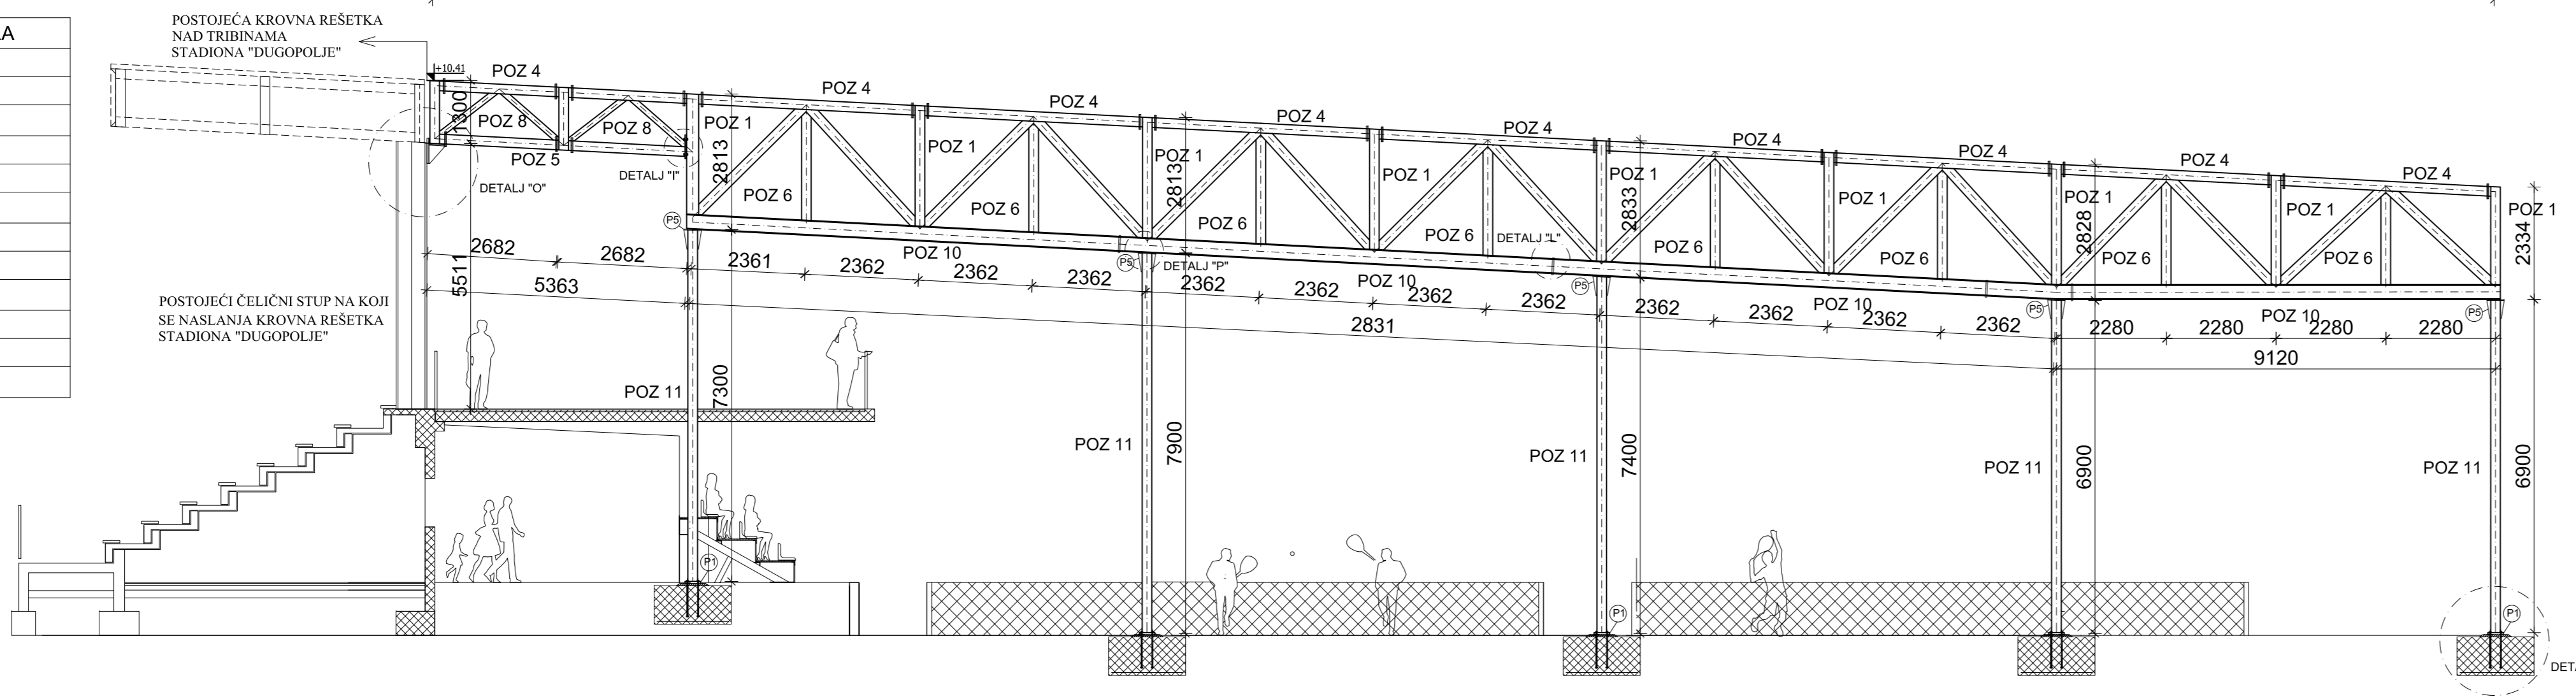 A
POSTOJEĆA KROVNA REŠETKA
NAD TRIBINAMA
STADIONA "DUGOPOLJE"
+10.41
POZ 4
POZ 4
POZ 4
POZ 4
POZ 4
POZ 4
POZ 4
POZ 4
POZ 4
1300
POZ 8
POZ 8
POZ 5
DETALJ "O"
DETALJ "I"
POZ 1
POZ 1
POZ 1
POZ 1
POZ 1
POZ 1
POZ 1
POZ 1
POZ 1
2813
2813
2833
2828
2334
POZ 6
POZ 6
POZ 6
POZ 6
POZ 6
POZ 6
POZ 6
POZ 6
P5
P5
P5
P5
P5
DETALJ "P"
DETALJ "L"
POZ 10
POZ 10
POZ 10
POZ 10
2682
2682
2361
2362
2362
2362
2362
2362
2362
2362
2362
2362
2362
2362
2280
2280
2280
2280
5363
2831
9120
5511
POSTOJEĆI ČELIČNI STUP NA KOJI
SE NASLANJA KROVNA REŠETKA
STADIONA "DUGOPOLJE"
POZ 11
POZ 11
POZ 11
POZ 11
POZ 11
7300
7900
7400
6900
6900
P1
P1
P1
DETA